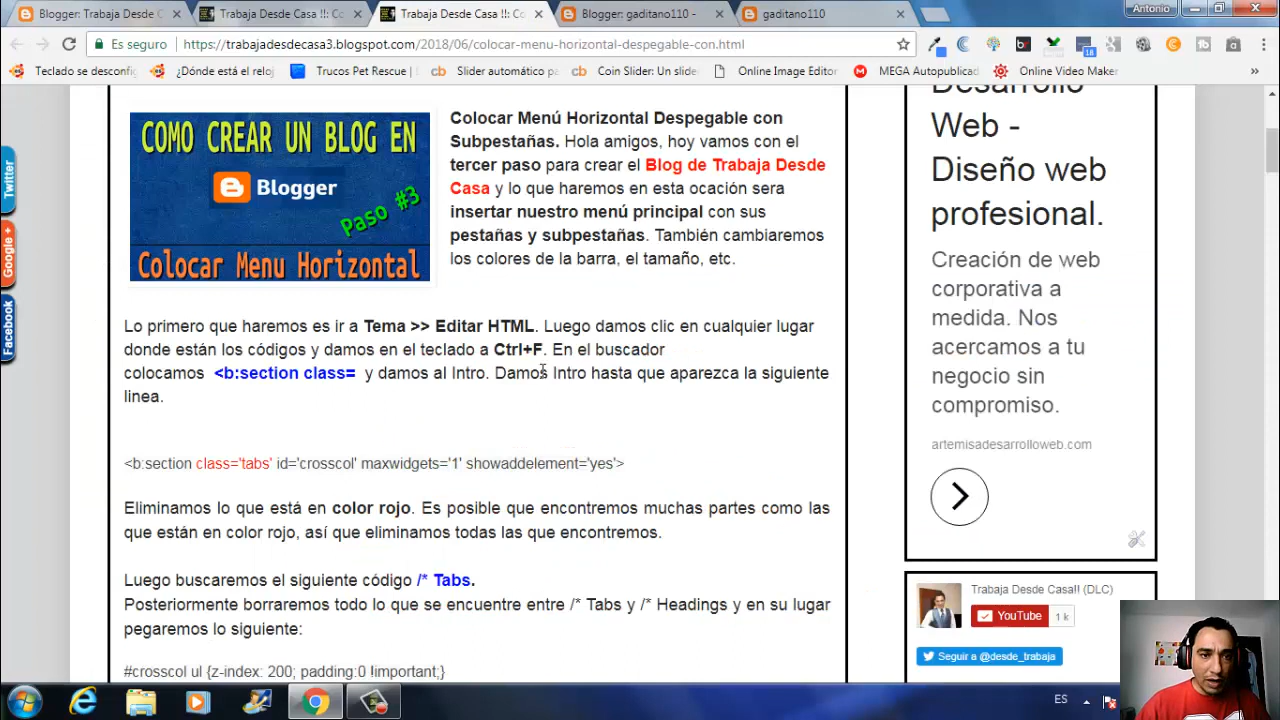 Blogger: Trabaja Desde C
Trabaja Desde Casa !!: Co
Trabaja Desde Casa !!: Co
Blogger: gaditano110 -
gaditano110
Antonio
Es seguro
https://trabajadesdecasa3.blogspot.com/2018/06/colocar-menu-horizontal-despegable-con.html
Teclado se desconfig
¿Dónde está el reloj
Trucos Pet Rescue
Slider automático p
Coin Slider: Un slide
Online Image Editor
MEGA Autopublicad
Online Video Maker
»
Twitter
Google +
Facebook
COMO CREAR UN BLOG EN
Blogger
Paso #3
Colocar Menu Horizontal
Colocar Menú Horizontal Despegable con
Subpestañas. Hola amigos, hoy vamos con el
tercer paso para crear el Blog de Trabaja Desde
Casa y lo que haremos en esta ocación sera
insertar nuestro menú principal con sus
pestañas y subpestañas. También cambiaremos
los colores de la barra, el tamaño, etc.
Lo primero que haremos es ir a Tema >> Editar HTML. Luego damos clic en cualquier lugar
donde están los códigos y damos en el teclado a Ctrl+F. En el buscador
colocamos <b:section class= y damos al Intro. Damos Intro hasta que aparezca la siguiente
linea.
<b:section class='tabs' id='crosscol' maxwidgets='1' showaddelement='yes'>
Eliminamos lo que está en color rojo. Es posible que encontremos muchas partes como las
que están en color rojo, así que eliminamos todas las que encontremos.
Luego buscaremos el siguiente código /* Tabs.
Posteriormente borraremos todo lo que se encuentre entre /* Tabs y /* Headings y en su lugar
pegaremos lo siguiente:
#crosscol ul {z-index: 200; padding:0 !important;}
Desarrollo
Web -
Diseño web
profesional.
Creación de web
corporativa a
medida. Nos
acercamos a tu
negocio sin
compromiso.
artemisadesarrolloweb.com
Trabaja Desde Casa!! (DLC)
YouTube
1 k
Seguir a @desde_trabaja
ES